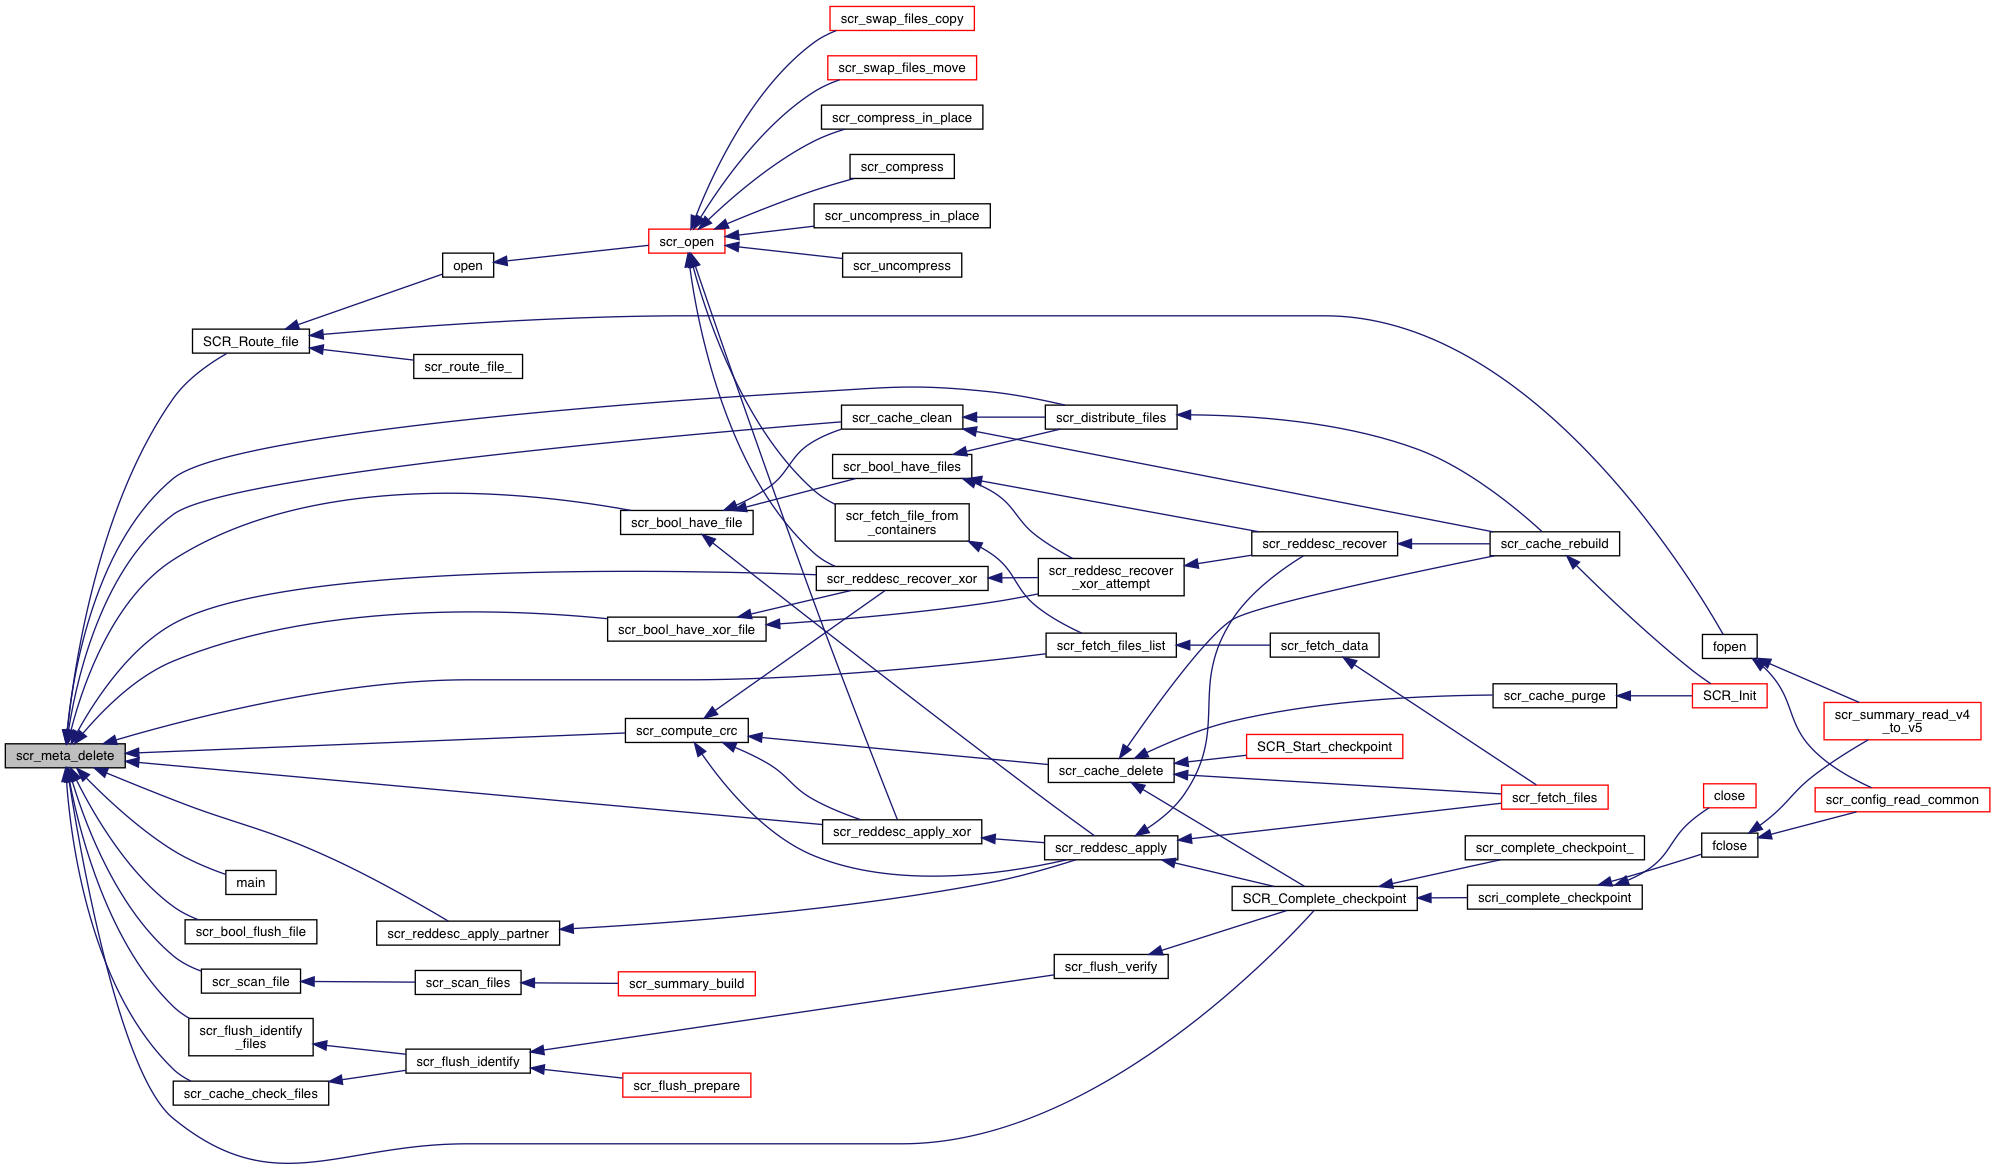 scr_swap_files_copy
scr_swap_files_move
scr_compress_in_place
scr_compress
scr_uncompress_in_place
scr_open
open
scr_uncompress
SCR_Route_file
scr_route_file_
scr_cache_clean
scr_distribute_files
scr_bool_have_files
scr_bool_have_file
scr_fetch_file_from
_containers
scr_reddesc_recover
scr_cache_rebuild
scr_reddesc_recover_xor
scr_reddesc_recover
_xor_attempt
scr_bool_have_xor_file
scr_fetch_files_list
scr_fetch_data
fopen
scr_cache_purge
SCR_Init
scr_summary_read_v4
_to_v5
scr_compute_crc
scr_meta_delete
SCR_Start_checkpoint
scr_cache_delete
scr_fetch_files
close
scr_config_read_common
scr_reddesc_apply_xor
scr_reddesc_apply
scr_complete_checkpoint_
fclose
main
SCR_Complete_checkpoint
scri_complete_checkpoint
scr_bool_flush_file
scr_reddesc_apply_partner
scr_flush_verify
scr_scan_file
scr_scan_files
scr_summary_build
scr_flush_identify
_files
scr_flush_identify
scr_flush_prepare
scr_cache_check_files